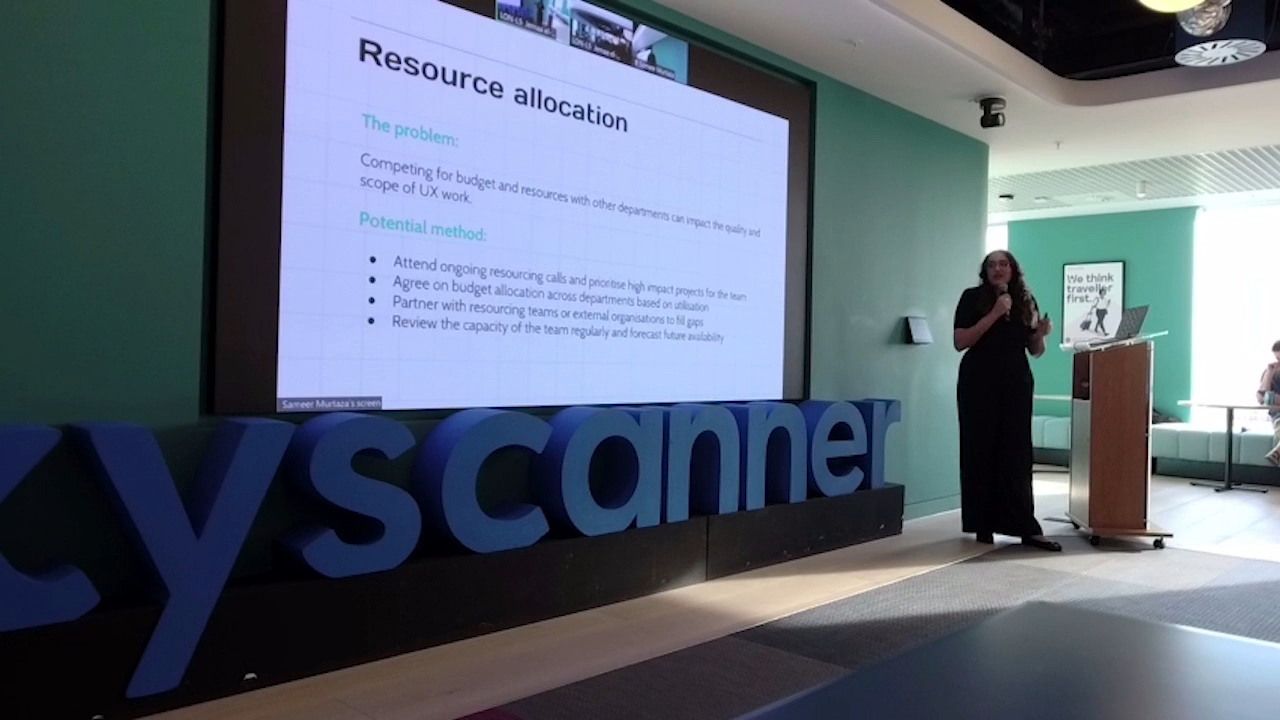 Resource allocation
The problem:
Competing for budget and resources with other departments can impact the quality and
scope of UX work.
Potential method:
• Attend ongoing resourcing calls and prioritise high impact projects for the team
• Agree on budget allocation across departments based on utilisation
• Partner with resourcing teams or external organisations to fill gaps
• Review the capacity of the team regularly and forecast future availability
Sameer Murtaza's screen
kyscanner
We think
traveller
first.